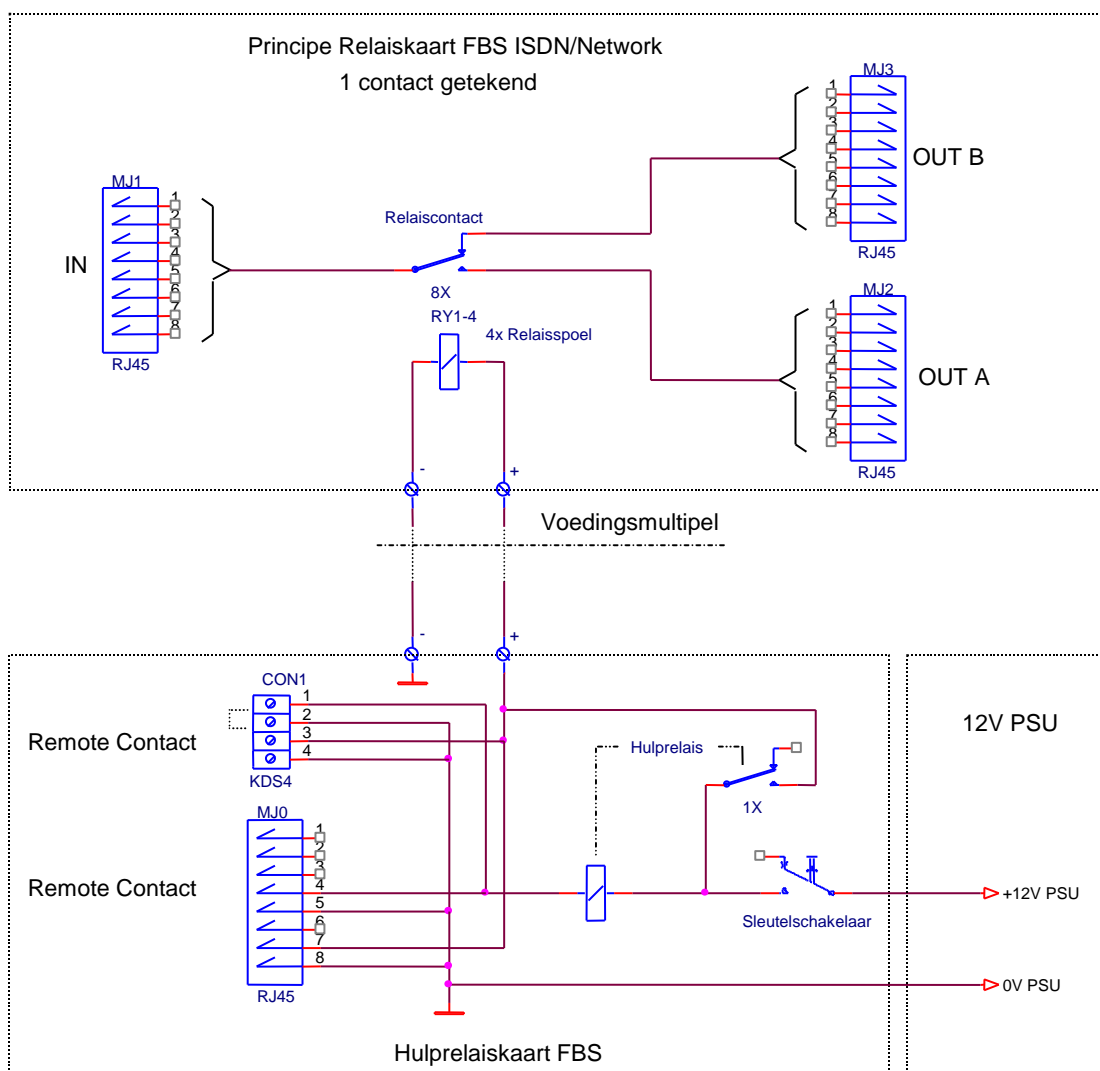 Principe Relaiskaart FBS ISDN/Network
1 contact getekend
MJ3
1
2
3
4
5
6
7
8
OUT B
RJ45
MJ1
1
2
3
4
5
6
7
8
IN
RJ45
Relaiscontact
8X
RY1-4
4x Relaisspoel
MJ2
1
2
3
4
5
6
7
8
OUT A
RJ45
- +
Voedingsmultipel
- +
CON1
1
2
3
4
Remote Contact
KDS4
Hulprelais
1X
12V PSU
MJ0
1
2
3
4
5
6
7
8
Remote Contact
RJ45
Sleutelschakelaar
+12V PSU
0V PSU
Hulprelaiskaart FBS